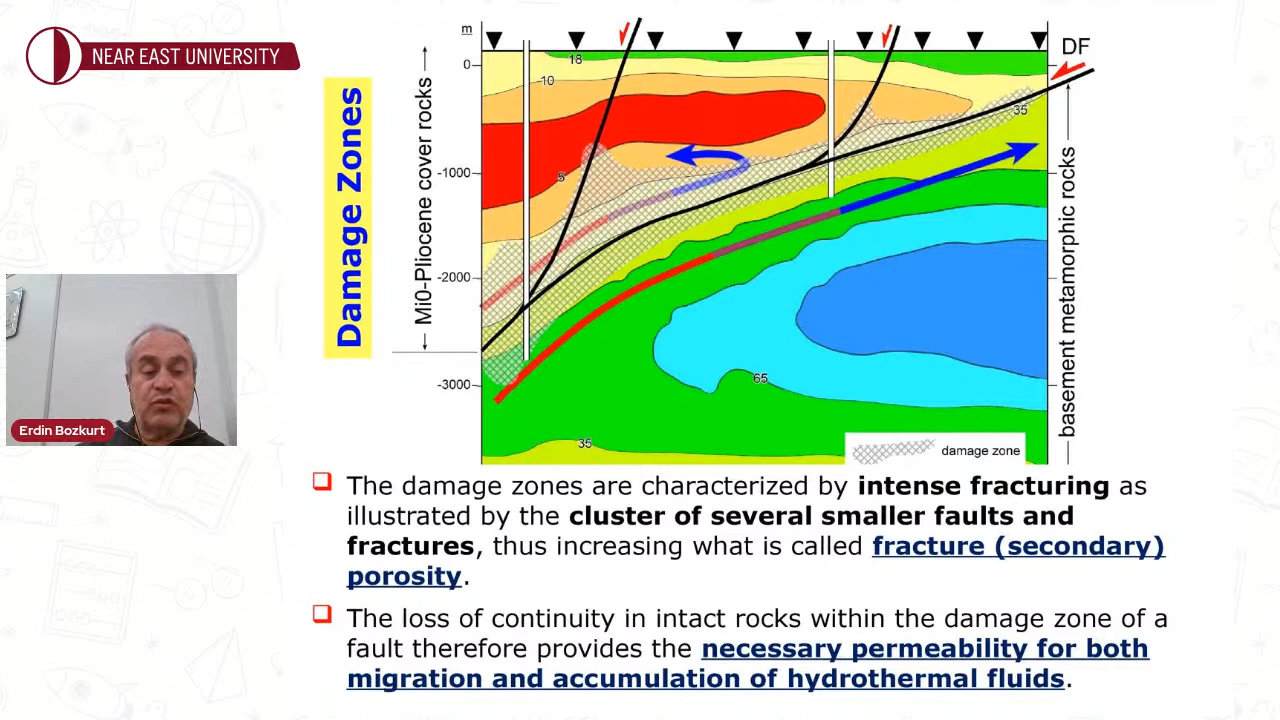 NEAR EAST UNIVERSITY
Damage Zones
Erdin Bozkurt
m
0
-1000
-2000
-3000
Mi0-Pliocene cover rocks
18
-10
5
35
65
35
DF
basement metamorphic rocks
damage zone
The damage zones are characterized by intense fracturing as
illustrated by the cluster of several smaller faults and
fractures, thus increasing what is called fracture (secondary)
porosity.
The loss of continuity in intact rocks within the damage zone of a
fault therefore provides the necessary permeability for both
migration and accumulation of hydrothermal fluids.